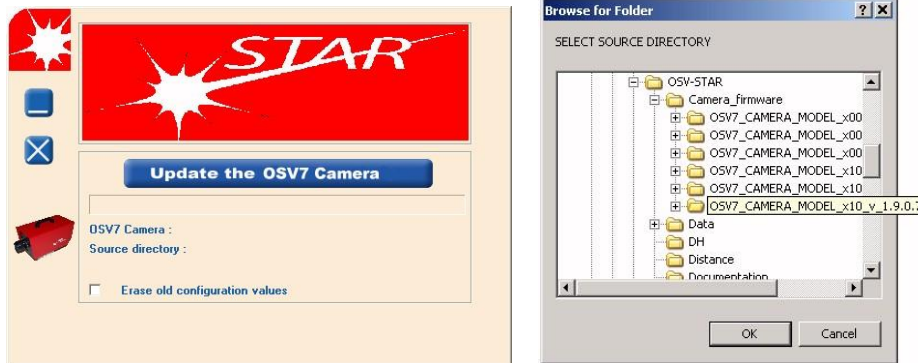 STAR
Update the OSV7 Camera
OSV7 Camera :
Source directory :
Erase old configuration values
Browse for Folder
SELECT SOURCE DIRECTORY
OSV-STAR
Camera_firmware
OSV7_CAMERA_MODEL_x00
OSV7_CAMERA_MODEL_x00
OSV7_CAMERA_MODEL_x00
OSV7_CAMERA_MODEL_x10
OSV7_CAMERA_MODEL_x10
OSV7_CAMERA_MODEL_x10_v_1.9.0.7
Data
DH
Distance
Documentation
OK
Cancel